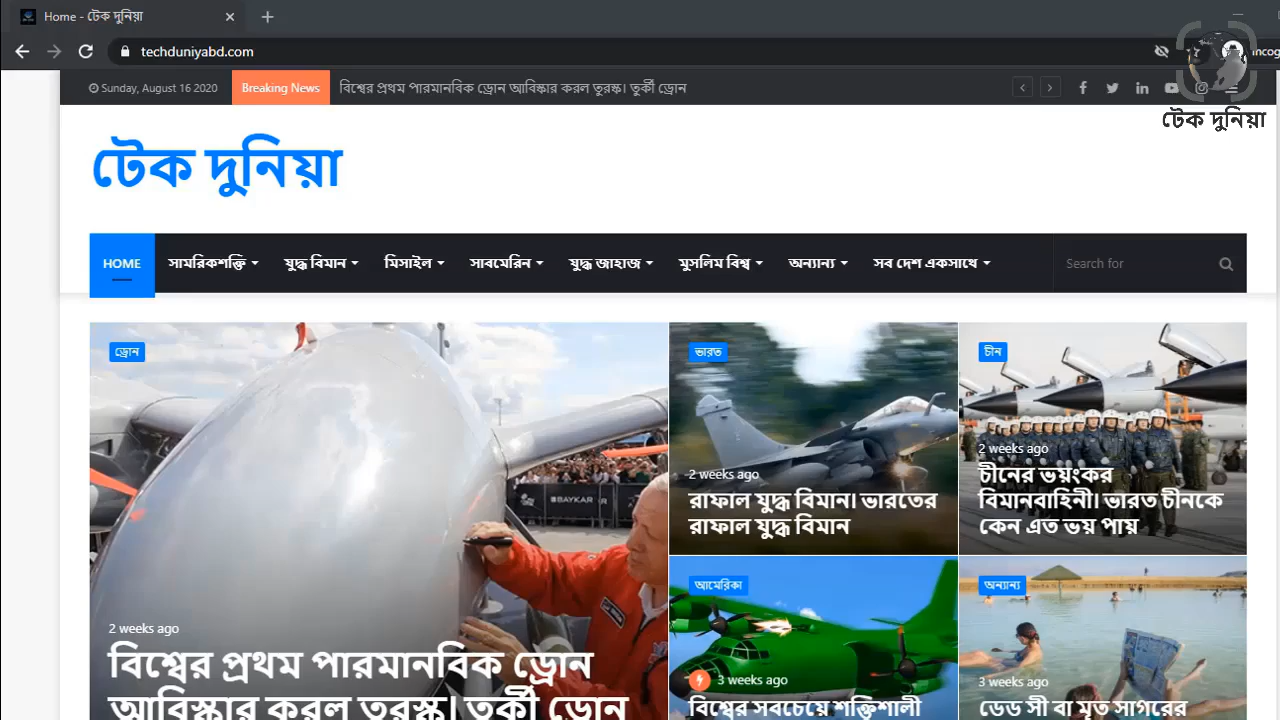 Home - টেক দুনিয়া
techduniyabd.com
Incog
Sunday, August 16 2020
Breaking News
বিশ্বের প্রথম পারমানবিক ড্রোন আবিষ্কার করল তুরস্ক। তুর্কী ড্রোন
টেক দুনিয়া
টেক দুনিয়া
HOME
সামরিকশক্তি
যুদ্ধ বিমান
মিসাইল
সাবমেরিন
যুদ্ধ জাহাজ
মুসলিম বিশ্ব
অন্যান্য
সব দেশ একসাথে
Search for
ড্রোন
BAYKAR
2 weeks ago
বিশ্বের প্রথম পারমানবিক ড্রোন
আবিষ্কার করল তুরস্ক। তুর্কী ড্রোন
ভারত
2 weeks ago
রাফাল যুদ্ধ বিমান। ভারতের
রাফাল যুদ্ধ বিমান
চীন
2 weeks ago
চীনের ভয়ংকর
বিমানবাহিনী। ভারত চীনকে
কেন এত ভয় পায়
আমেরিকা
3 weeks ago
বিশ্বের সবচেয়ে শক্তিশালী
অন্যান্য
3 weeks ago
ডেড সী বা মৃত সাগরের